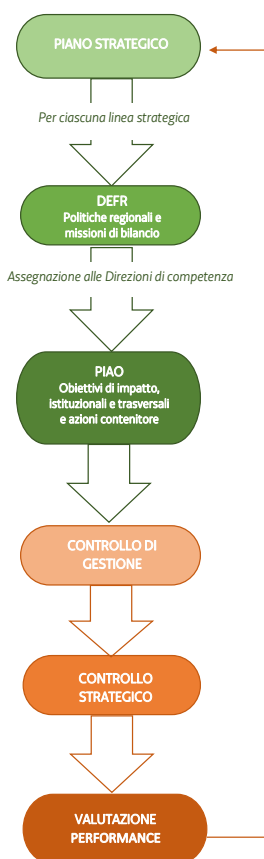 PIANO STRATEGICO
Per ciascuna linea strategica
DEFR
Politiche regionali e
missioni di bilancio
Assegnazione alle Direzioni di competenza
PIAO
Obiettivi di impatto,
istituzionali e trasversali
e azioni contenitore
CONTROLLO DI
GESTIONE
CONTROLLO
STRATEGICO
VALUTAZIONE
PERFORMANCE